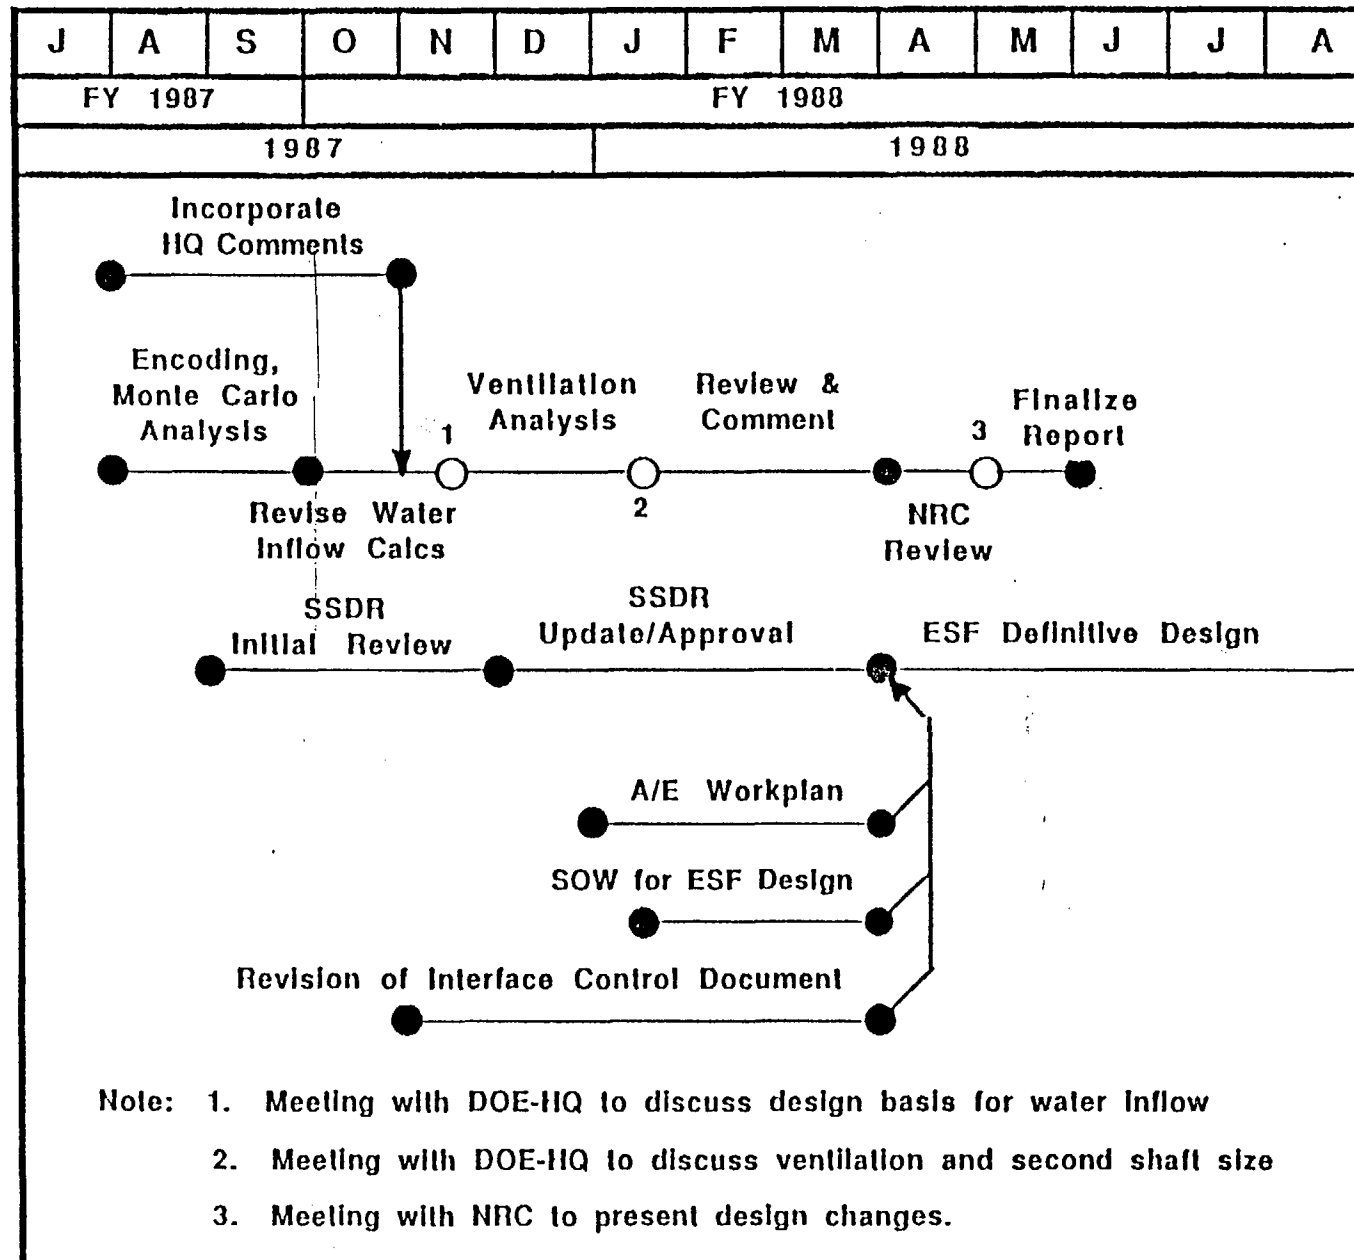 J A S O N D J F M A M J J A
FY 1987 FY 1988
1987 1988
Incorporate
HQ Comments
Encoding,
Monte Carlo
Analysis
1
Ventilation
Analysis
Review &
Comment
3
Finalize
Report
Revise Water
Inflow Calcs
2
NRC
Review
SSDR
Initial Review
SSDR
Update/Approval
ESF Definitive Design
A/E Workplan
SOW for ESF Design
Revision of Interface Control Document
Note: 1. Meeting with DOE-HQ to discuss design basis for water inflow
2. Meeting with DOE-HQ to discuss ventilation and second shaft size
3. Meeting with NRC to present design changes.